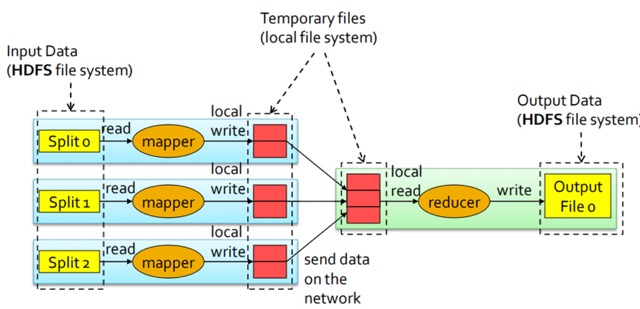 Temporary files
(local file system)
Input Data
(HDFS file system)
Output Data
(HDFS file system)
local
Split 0
read
mapper
write
local
Split 1
read
mapper
write
local
read
reducer
write
Output
File 0
local
Split 2
read
mapper
write
send data
on the
network